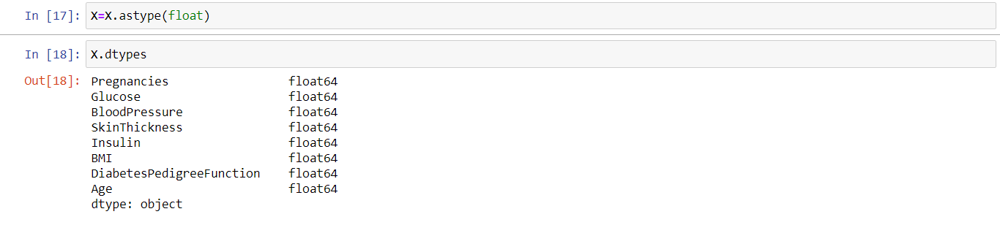 In [17]: X=X.astype(float)
In [18]: X.dtypes
Out[18]: Pregnancies float64
Glucose float64
BloodPressure float64
SkinThickness float64
Insulin float64
BMI float64
DiabetesPedigreeFunction float64
Age float64
dtype: object